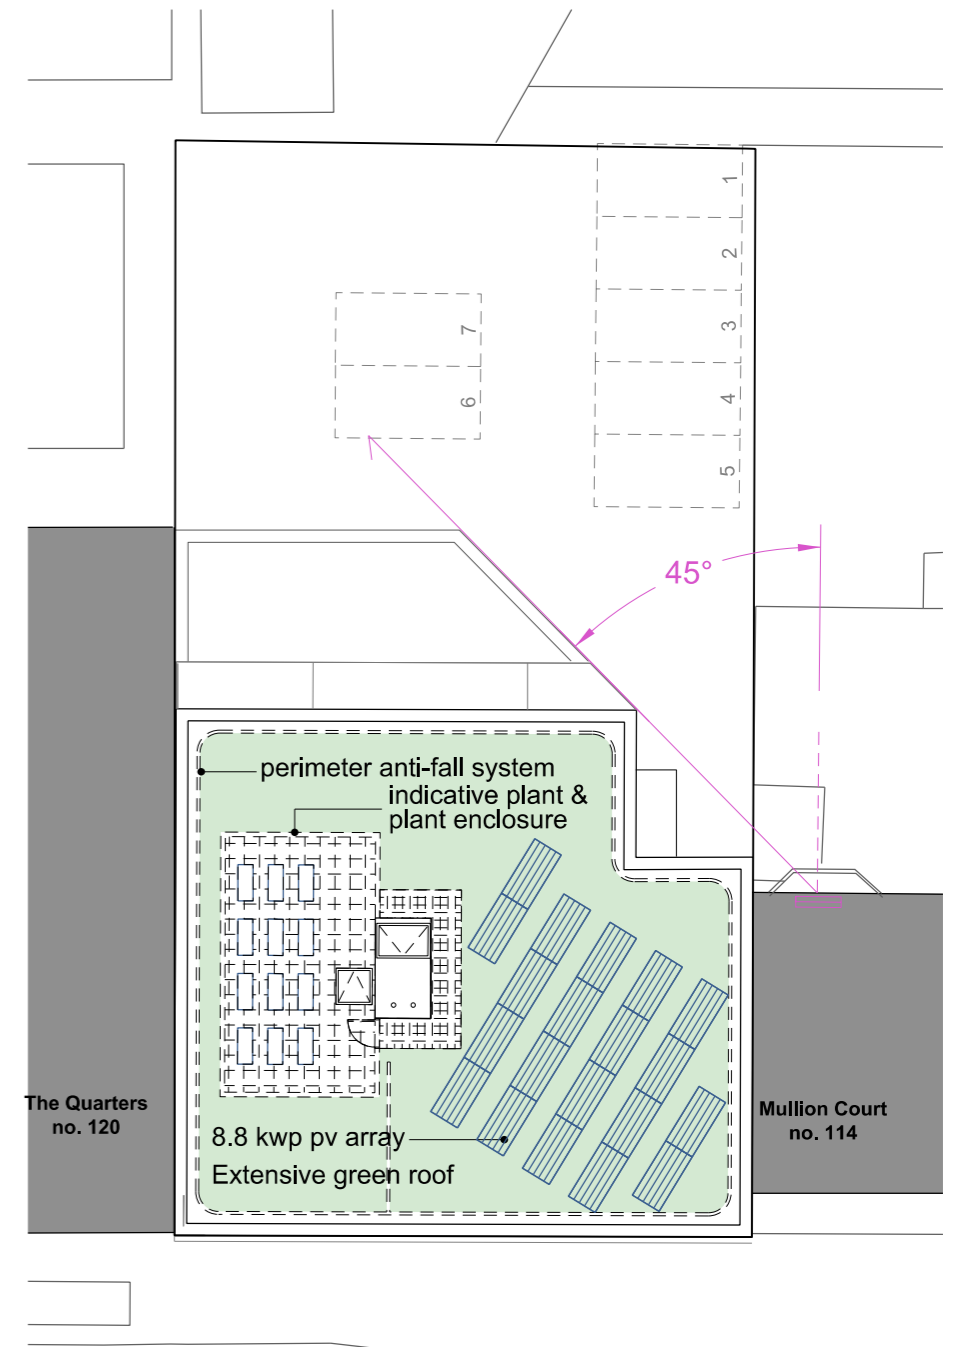 1
2
3
4
5
7
6
45°
perimeter anti-fall system
indicative plant &
plant enclosure
The Quarters
no. 120
Mullion Court
no. 114
8.8 kwp pv array
Extensive green roof